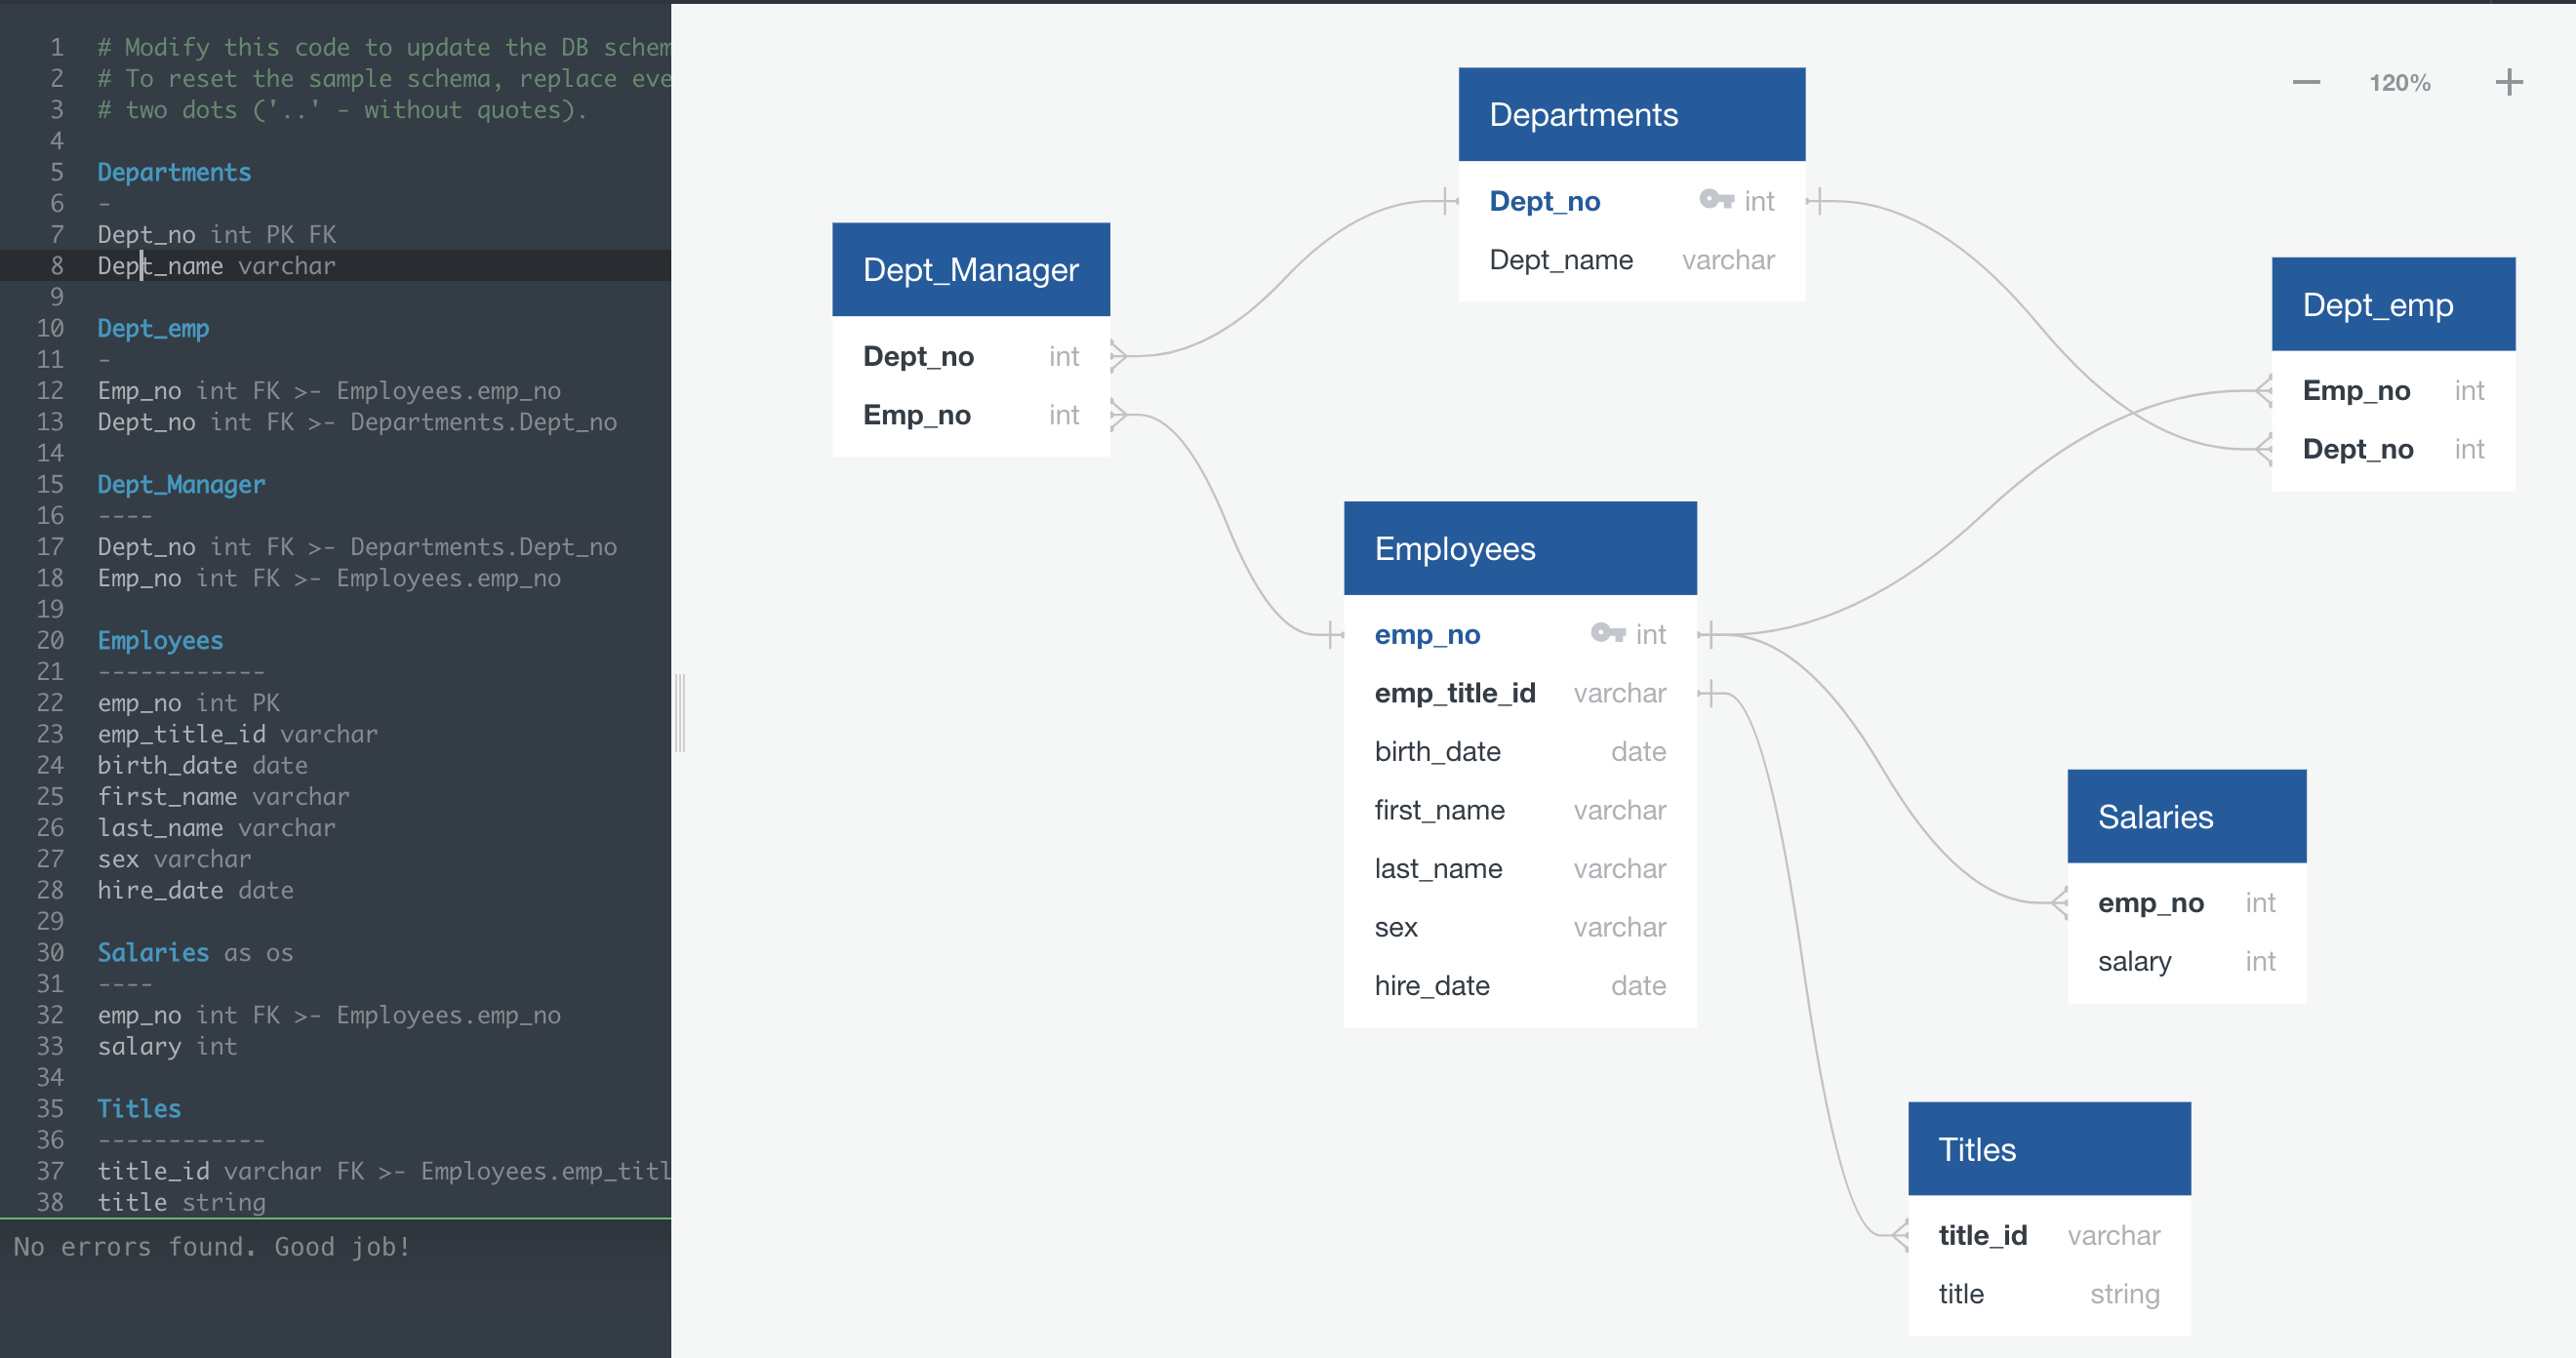 1 # Modify this code to update the DB schem
2 # To reset the sample schema, replace eve
3 # two dots ('..' - without quotes).
4
5 Departments
6 -
7 Dept_no int PK FK
8 Dept_name varchar
9
10 Dept_emp
11 -
12 Emp_no int FK >- Employees.emp_no
13 Dept_no int FK >- Departments.Dept_no
14
15 Dept_Manager
16 ----
17 Dept_no int FK >- Departments.Dept_no
18 Emp_no int FK >- Employees.emp_no
19
20 Employees
21 ------------
22 emp_no int PK
23 emp_title_id varchar
24 birth_date date
25 first_name varchar
26 last_name varchar
27 sex varchar
28 hire_date date
29
30 Salaries as os
31 ----
32 emp_no int FK >- Employees.emp_no
33 salary int
34
35 Titles
36 ------------
37 title_id varchar FK >- Employees.emp_titl
38 title string
No errors found. Good job!
120%
Departments
Dept_no int
Dept_name varchar
Dept_Manager
Dept_no int
Emp_no int
Dept_emp
Emp_no int
Dept_no int
Employees
emp_no int
emp_title_id varchar
birth_date date
first_name varchar
last_name varchar
sex varchar
hire_date date
Salaries
emp_no int
salary int
Titles
title_id varchar
title string